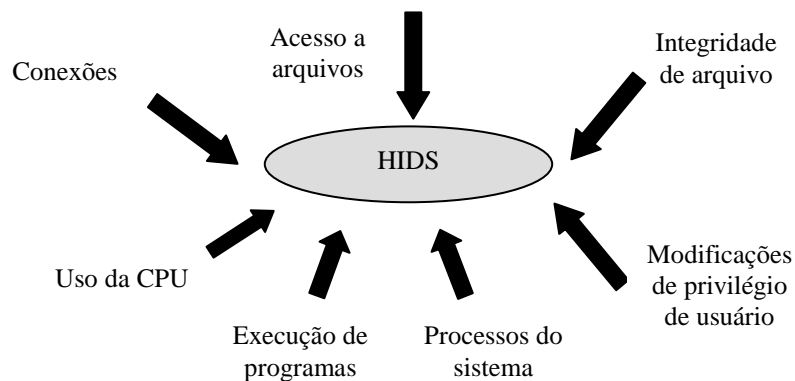 Acesso a
arquivos
Integridade
de arquivo
Conexões
HIDS
Uso da CPU
Modificações
de privilégio
de usuário
Execução de
programas
Processos do
sistema